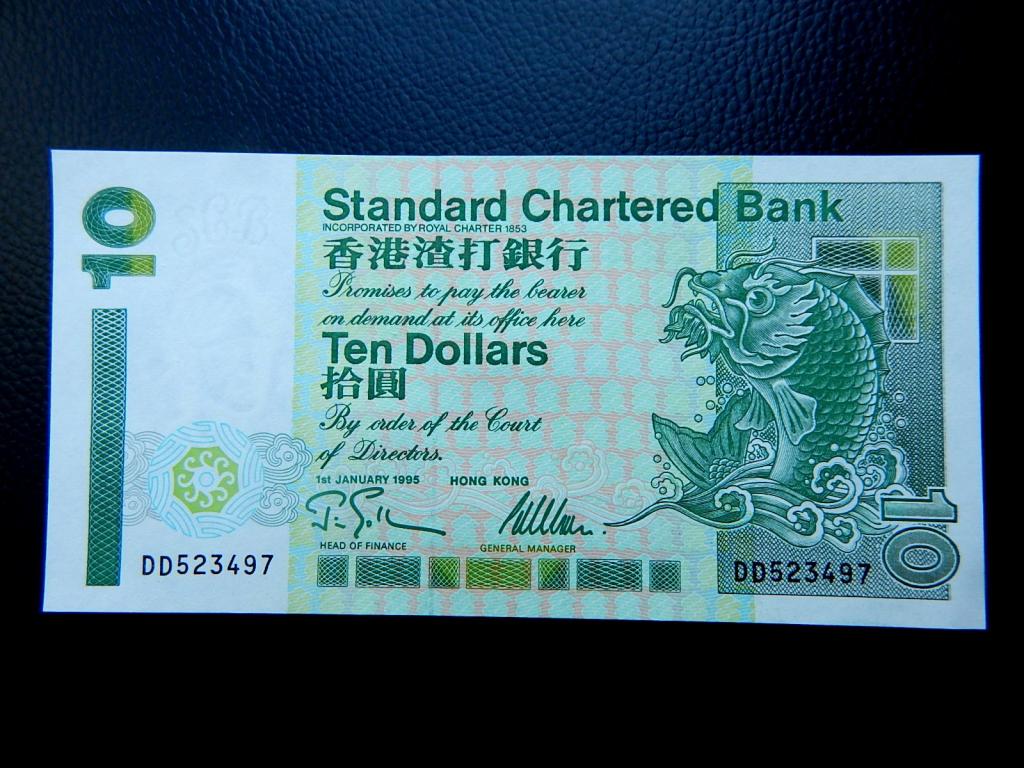 10
Standard Chartered Bank
INCORPORATED BY ROYAL CHARTER 1853
香港渣打銀行
Promises to pay the bearer
on demand at its office here
Ten Dollars
拾圓
By order of the Court
of Directors.
1st JANUARY 1995 HONG KONG
HEAD OF FINANCE GENERAL MANAGER
DD523497 DD523497
10